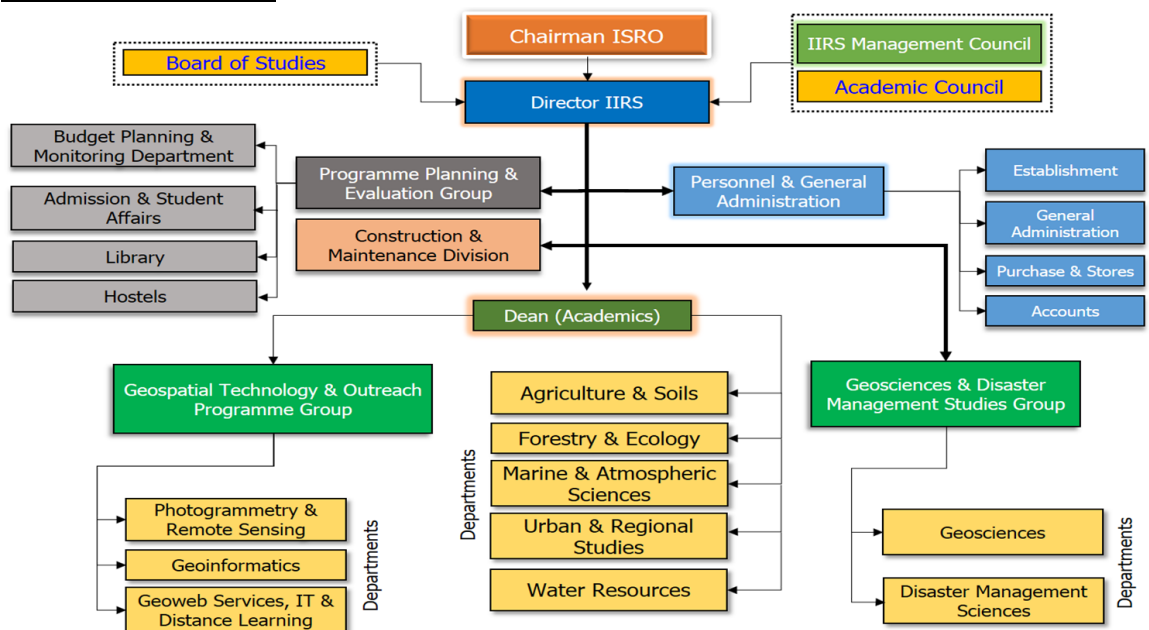 Chairman ISRO
Board of Studies
IIRS Management Council
Academic Council
Director IIRS
Budget Planning &
Monitoring Department
Admission & Student
Affairs
Library
Hostels
Programme Planning &
Evaluation Group
Construction &
Maintenance Division
Personnel & General
Administration
Establishment
General
Administration
Purchase & Stores
Accounts
Dean (Academics)
Geospatial Technology & Outreach
Programme Group
Photogrammetry &
Remote Sensing
Geoinformatics
Geoweb Services, IT &
Distance Learning
Departments
Departments
Agriculture & Soils
Forestry & Ecology
Marine & Atmospheric
Sciences
Urban & Regional
Studies
Water Resources
Geosciences & Disaster
Management Studies Group
Geosciences
Disaster Management
Sciences
Departments